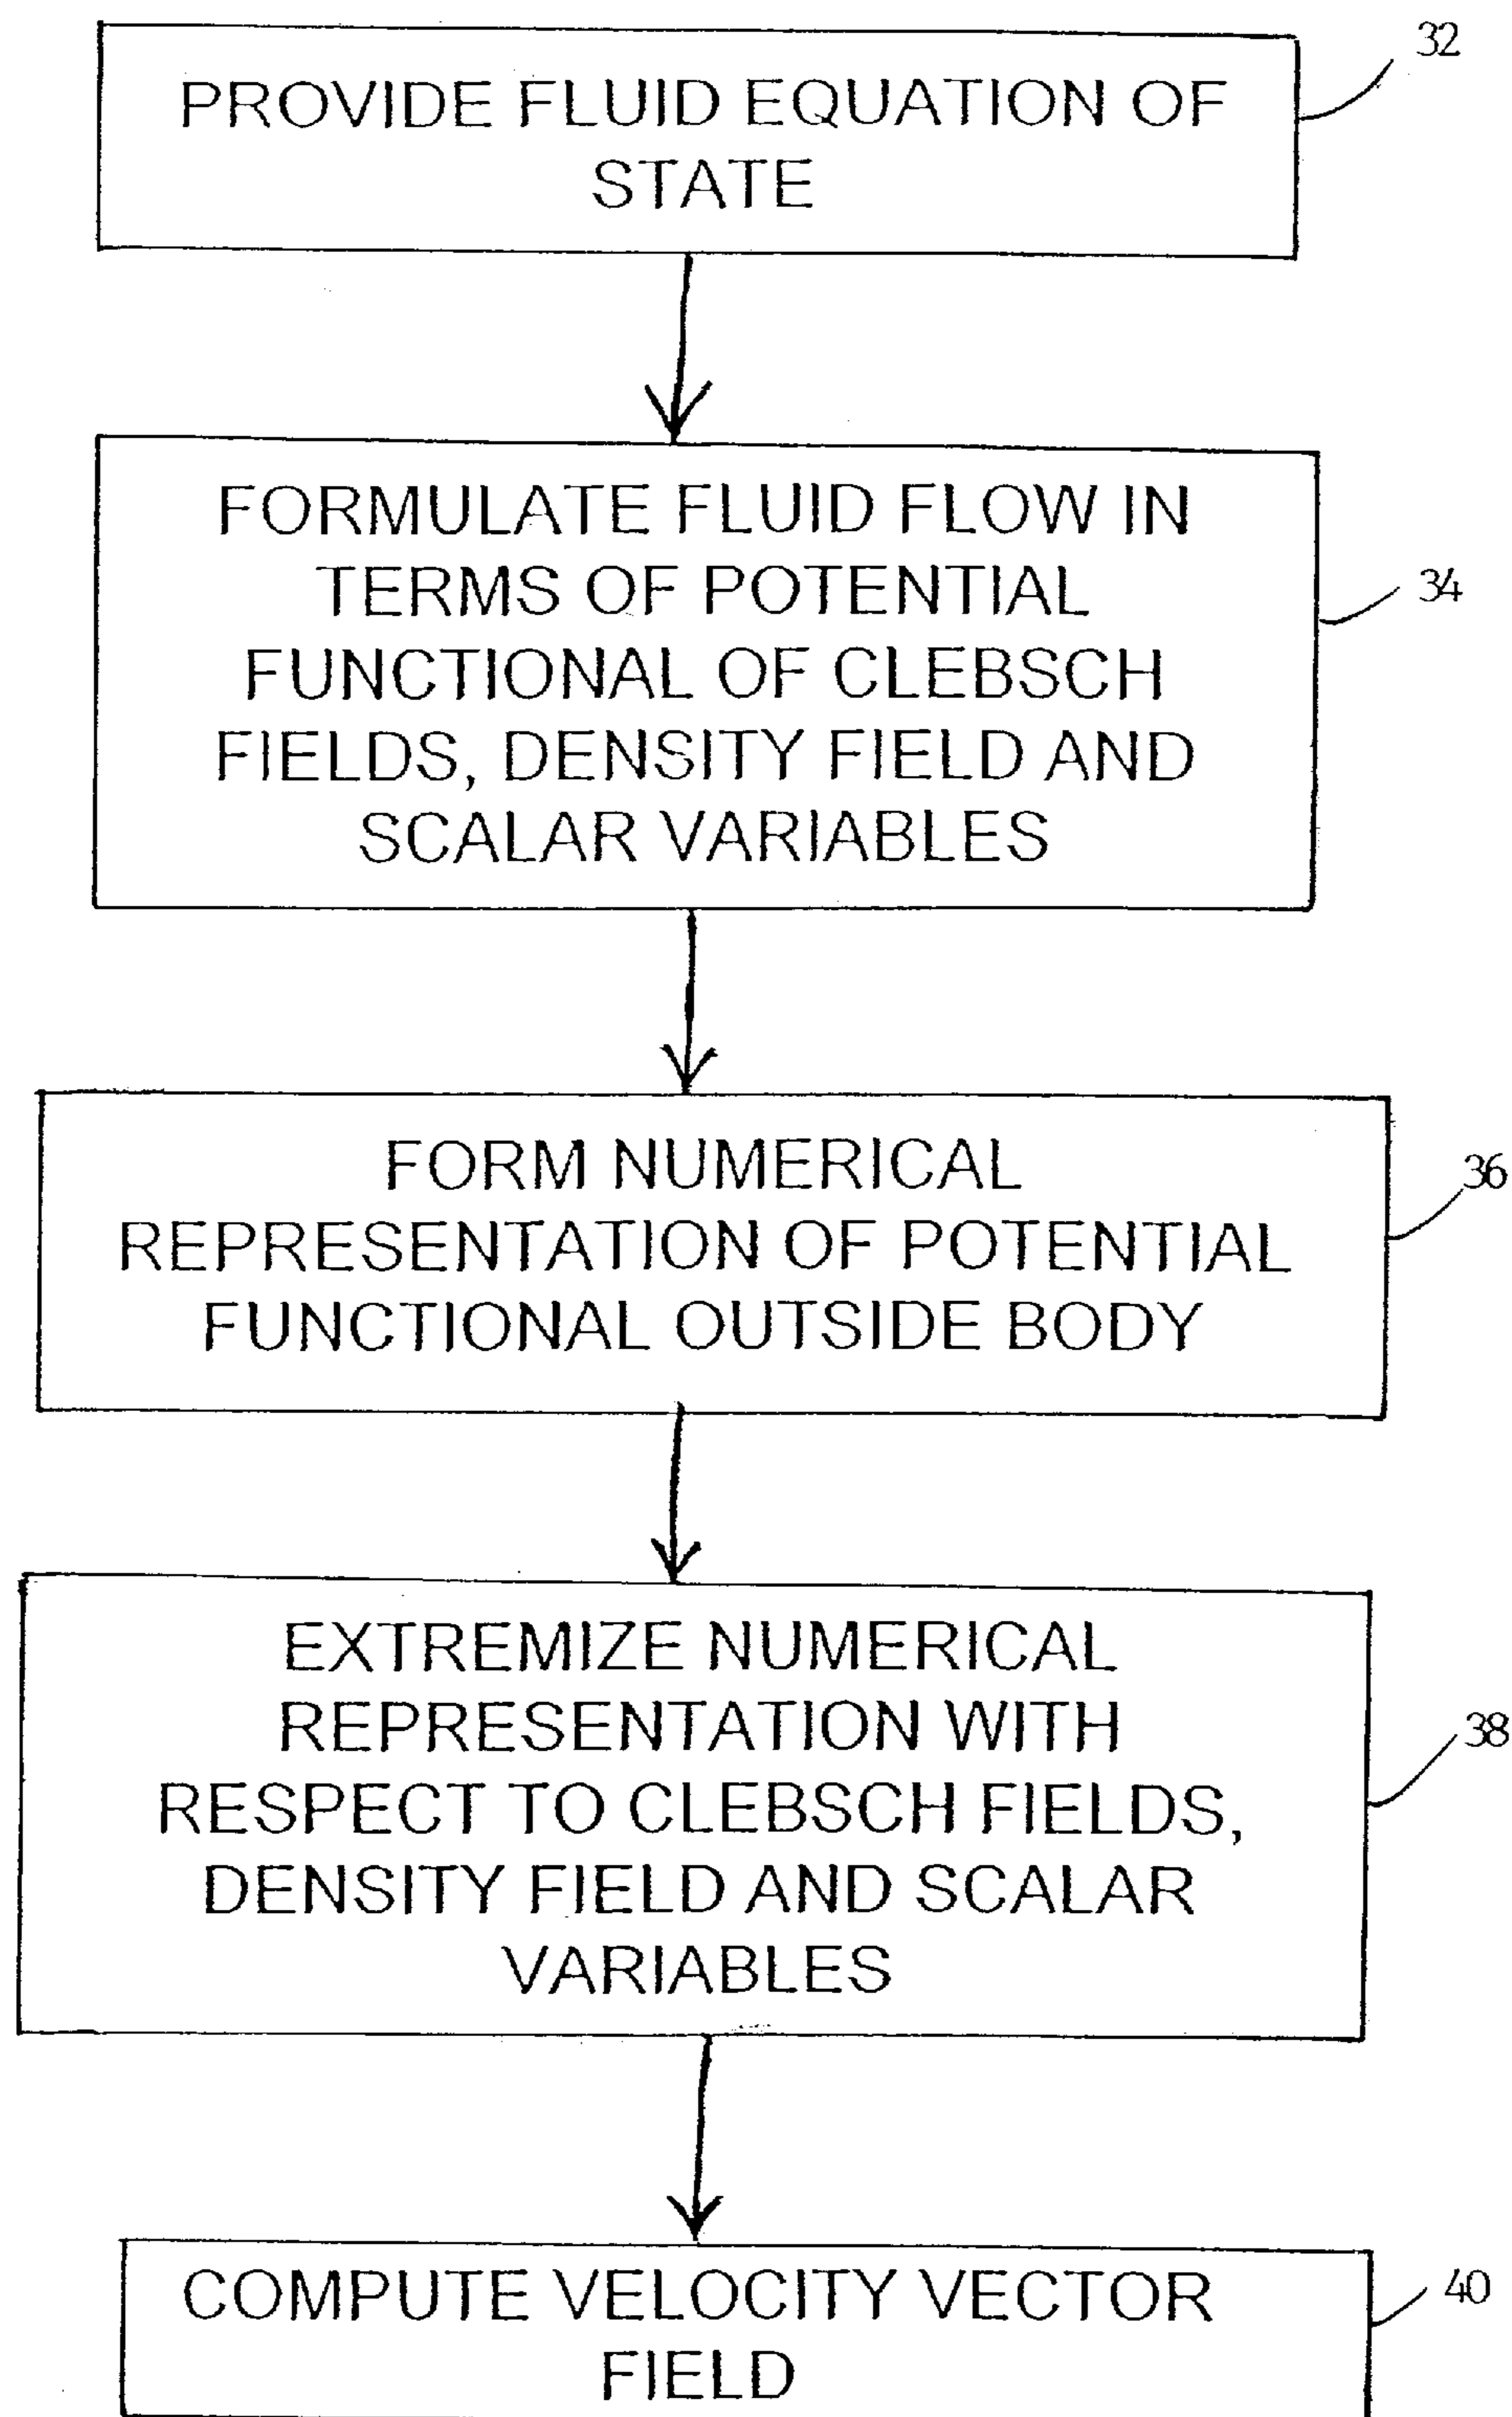 32
PROVIDE FLUID EQUATION OF
STATE
FORMULATE FLUID FLOW IN
TERMS OF POTENTIAL
FUNCTIONAL OF CLEBSCH
FIELDS, DENSITY FIELD AND
SCALAR VARIABLES
34
FORM NUMERICAL
REPRESENTATION OF POTENTIAL
FUNCTIONAL OUTSIDE BODY
36
EXTREMIZE NUMERICAL
REPRESENTATION WITH
RESPECT TO CLEBSCH FIELDS,
DENSITY FIELD AND SCALAR
VARIABLES
38
COMPUTE VELOCITY VECTOR
FIELD
40